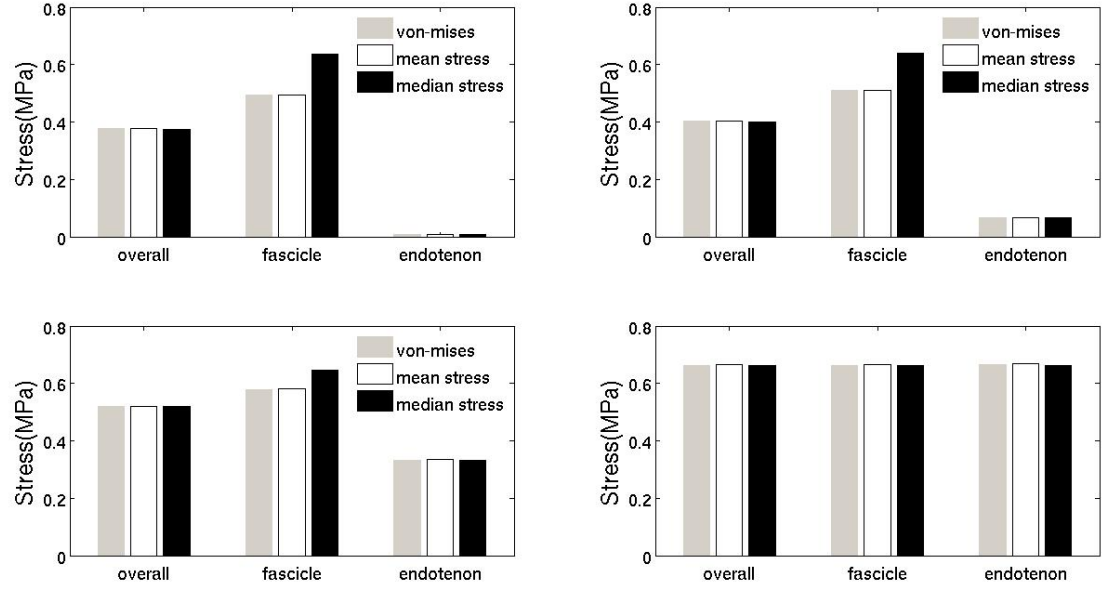 0.8
0.6
0.4
0.2
0
Stress(MPa)
von-mises
mean stress
median stress
overall fascicle endotenon
0.8
0.6
0.4
0.2
0
Stress(MPa)
von-mises
mean stress
median stress
overall fascicle endotenon
0.8
0.6
0.4
0.2
0
Stress(MPa)
von-mises
mean stress
median stress
overall fascicle endotenon
0.8
0.6
0.4
0.2
0
Stress(MPa)
overall fascicle endotenon